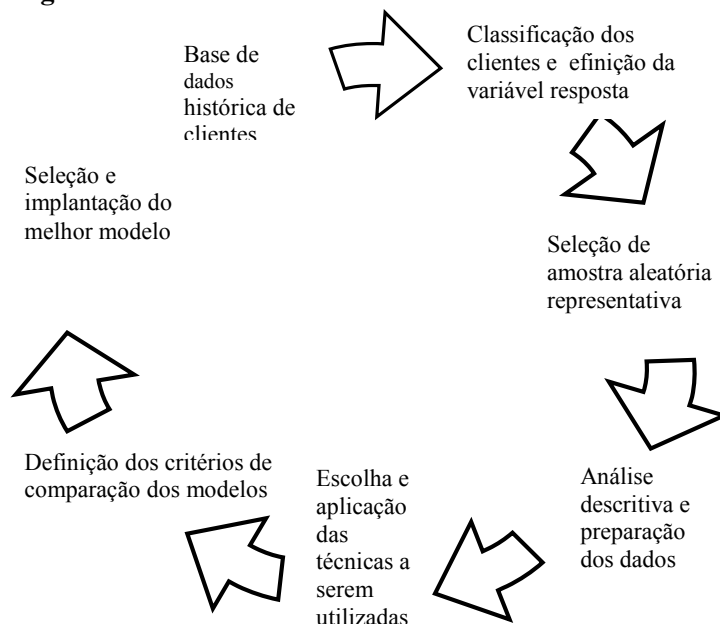 Base de
dados
histórica de
clientes
Classificação dos
clientes e efinição da
variável resposta
Seleção de
amostra aleatória
representativa
Análise
descritiva e
preparação
dos dados
Escolha e
aplicação
das
técnicas a
serem
utilizadas
Definição dos critérios de
comparação dos modelos
Seleção e
implantação do
melhor modelo